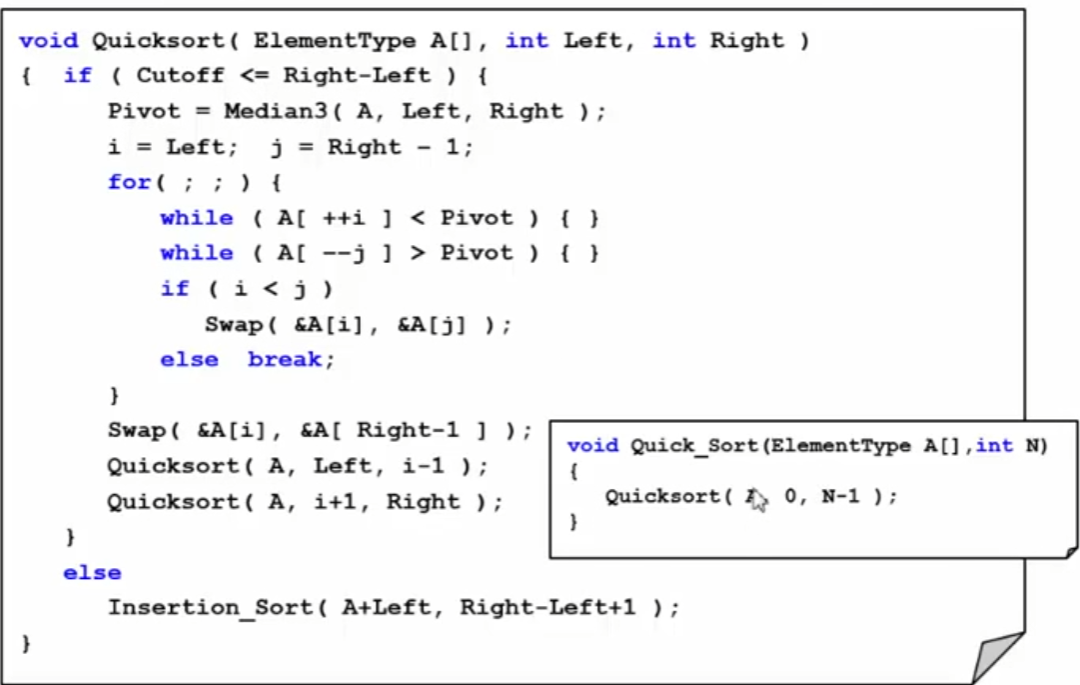 void Quicksort( ElementType A[], int Left, int Right )
{ if ( Cutoff <= Right-Left ) {
Pivot = Median3( A, Left, Right );
i = Left; j = Right - 1;
for( ; ; ) {
while ( A[ ++i ] < Pivot ) { }
while ( A[ --j ] > Pivot ) { }
if ( i < j )
Swap( &A[i], &A[j] );
else break;
}
Swap( &A[i], &A[ Right-1 ] );
Quicksort( A, Left, i-1 );
Quicksort( A, i+1, Right );
}
else
Insertion_Sort( A+Left, Right-Left+1 );
}
void Quick_Sort(ElementType A[],int N)
{
Quicksort( 0, N-1 );
}